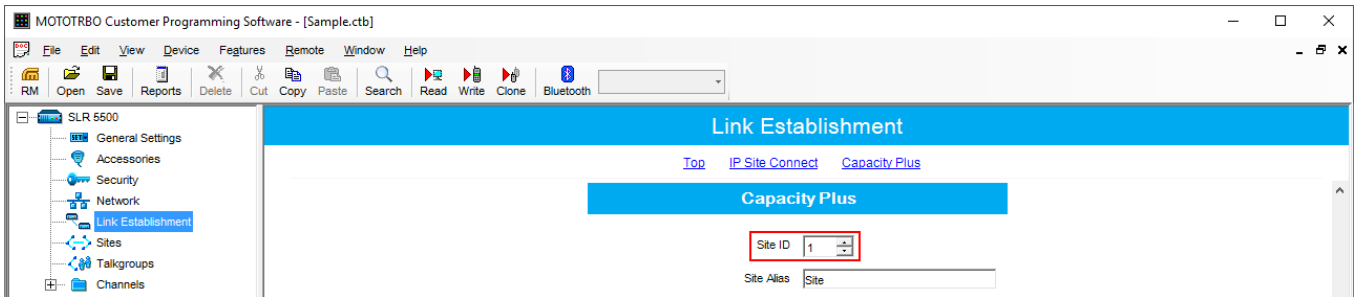 MOTOTRBO Customer Programming Software - [Sample.ctb]
File Edit View Device Features Remote Window Help
RM Open Save Reports Delete Cut Copy Paste Search Read Write Clone Bluetooth
SLR 5500
General Settings
Accessories
Security
Network
Link Establishment
Sites
Talkgroups
Channels
Link Establishment
Top IP Site Connect Capacity Plus
Capacity Plus
Site ID 1
Site Alias Site